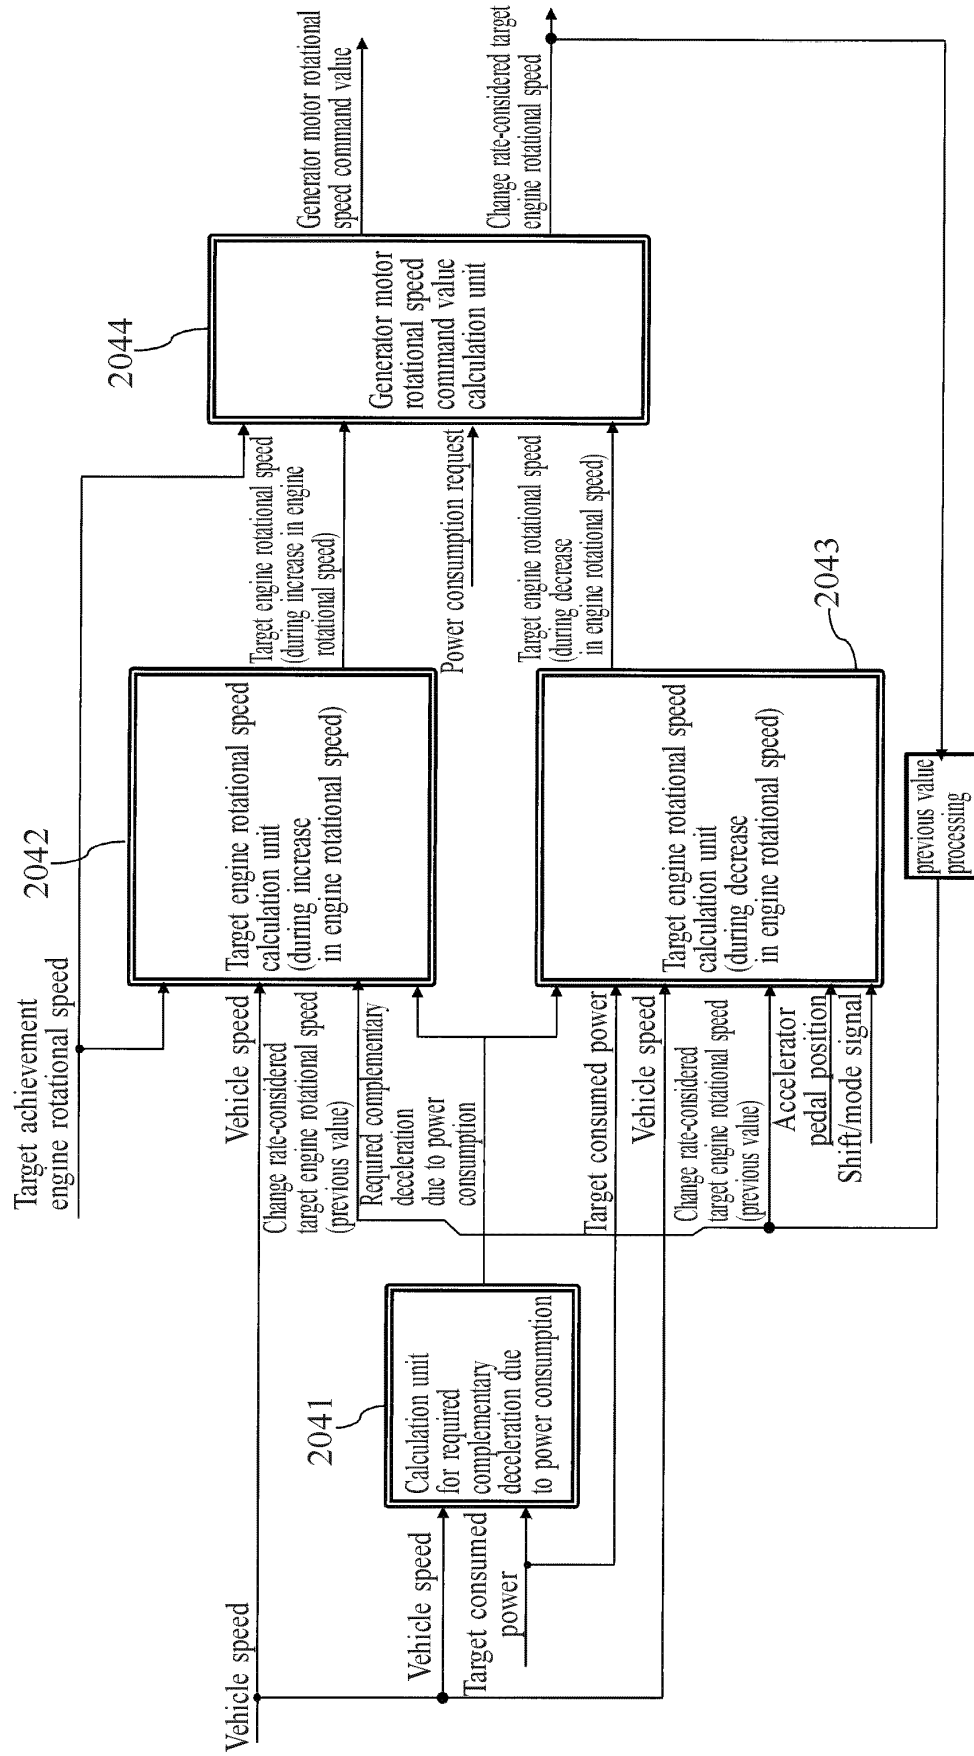 Vehicle speed
Vehicle speed
Target consumed
power
2041
Calculation unit
for required
complementary
deceleration due
to power consumption
Target achievement
engine rotational speed
Vehicle speed
Change rate-considered
target engine rotational speed
(previous value)
Required complementary
deceleration
due to power
consumption
2042
Target engine rotational speed
calculation unit
(during increase
in engine rotational speed)
Target consumed power
Vehicle speed
Change rate-considered
target engine rotational speed
(previous value)
Accelerator
pedal position
Shift/mode signal
Target engine rotational speed
calculation unit
(during decrease
in engine rotational speed)
2043
previous value
processing
Target engine rotational speed
(during increase in engine
rotational speed)
Power consumption request
Target engine rotational speed
(during decrease
in engine rotational speed)
2044
Generator motor
rotational speed
command value
calculation unit
Generator motor rotational
speed command value
Change rate-considered target
engine rotational speed